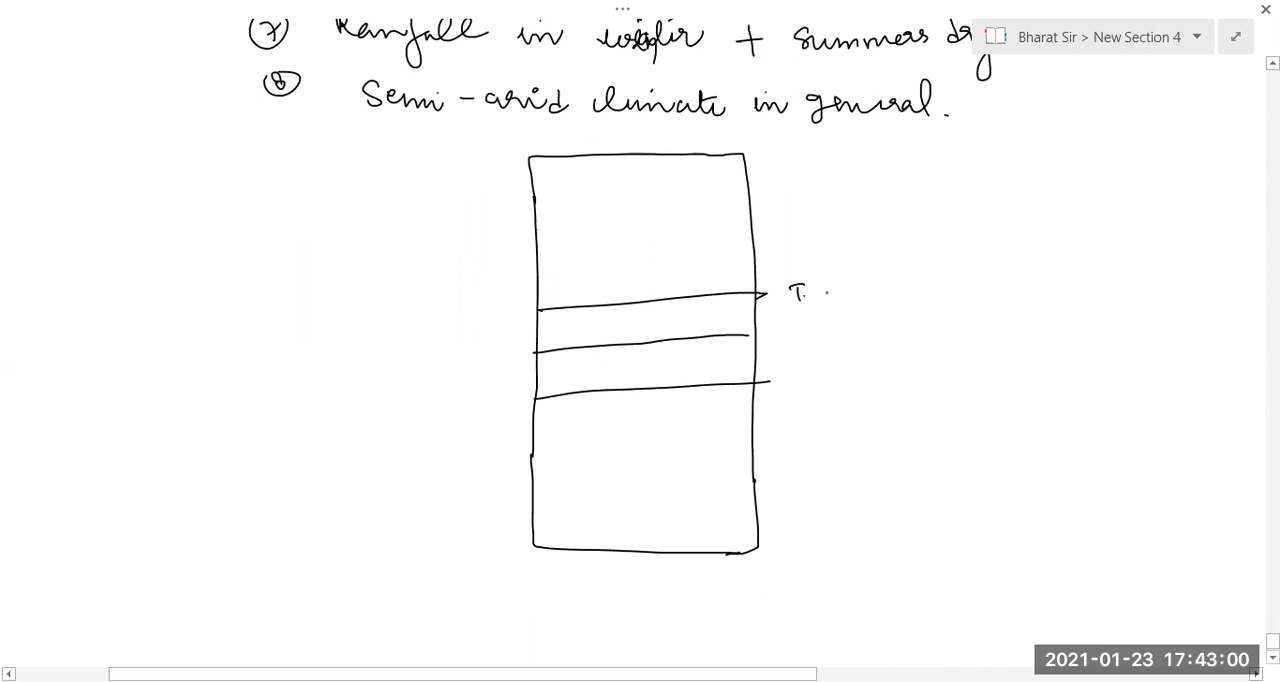 ⑦ Rainfall in winter + summers dry
Bharat Sir > New Section 4
⑧ Semi-arid climate in general.
T.
2021-01-23 17:43:00